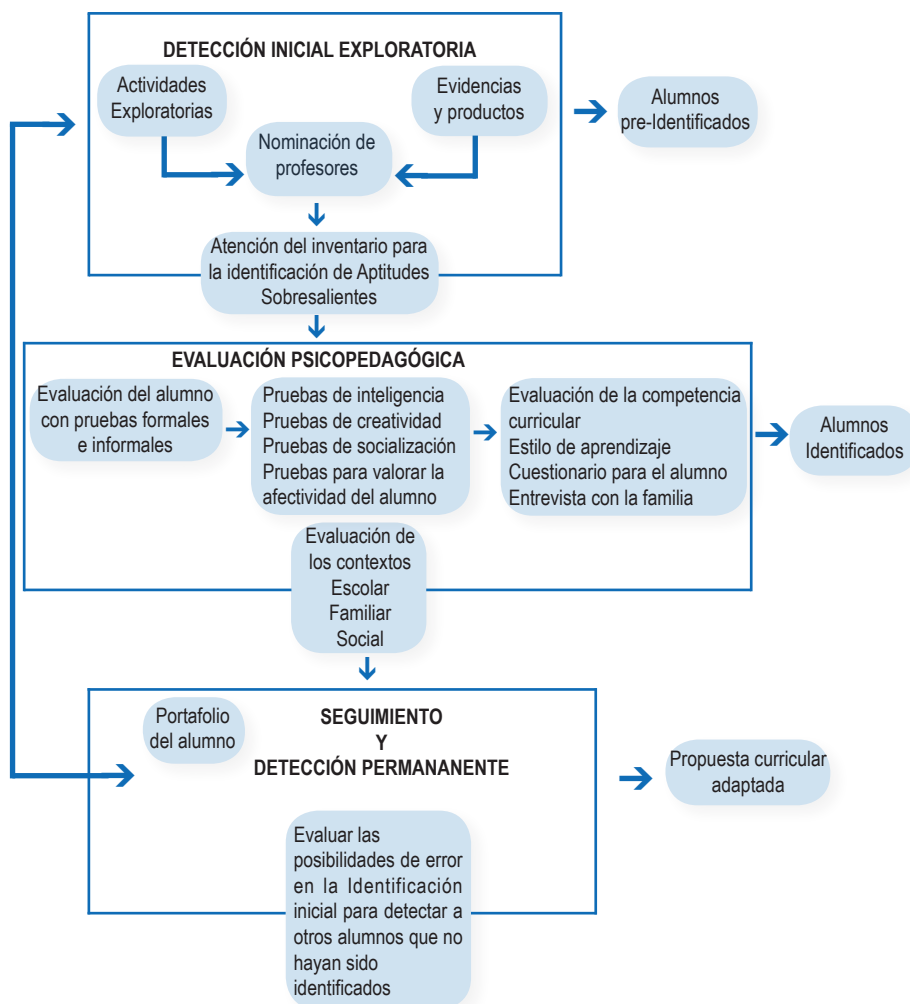 DETECCIÓN INICIAL EXPLORATORIA
Actividades
Exploratorias
Evidencias
y productos
Nominación de
profesores
Alumnos
pre-Identificados
Atención del inventario para
la identificación de Aptitudes
Sobresalientes
EVALUACIÓN PSICOPEDAGÓGICA
Evaluación del alumno
con pruebas formales
e informales
Pruebas de inteligencia
Pruebas de creatividad
Pruebas de socialización
Pruebas para valorar la
afectividad del alumno
Evaluación de la competencia
curricular
Estilo de aprendizaje
Cuestionario para el alumno
Entrevista con la familia
Alumnos
Identificados
Evaluación de
los contextos
Escolar
Familiar
Social
Portafolio
del alumno
SEGUIMIENTO
Y
DETECCIÓN PERMANANENTE
Propuesta curricular
adaptada
Evaluar las
posibilidades de error
en la Identificación
inicial para detectar a
otros alumnos que no
hayan sido
identificados